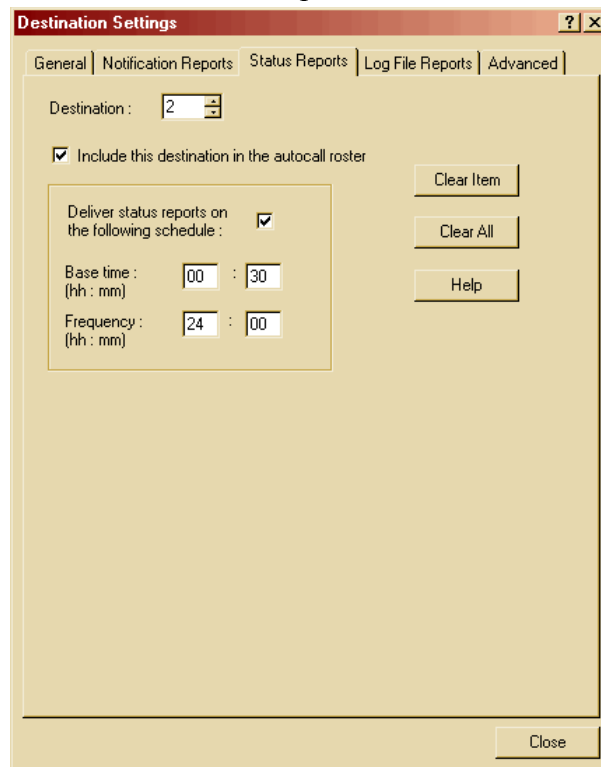 Destination Settings ? ×
General Notification Reports Status Reports Log File Reports Advanced
Destination : 2
Include this destination in the autocall roster
Clear Item
Deliver status reports on
the following schedule :
Clear All
Base time : 00 : 30
(hh : mm)
Help
Frequency : 24 : 00
(hh : mm)
Close